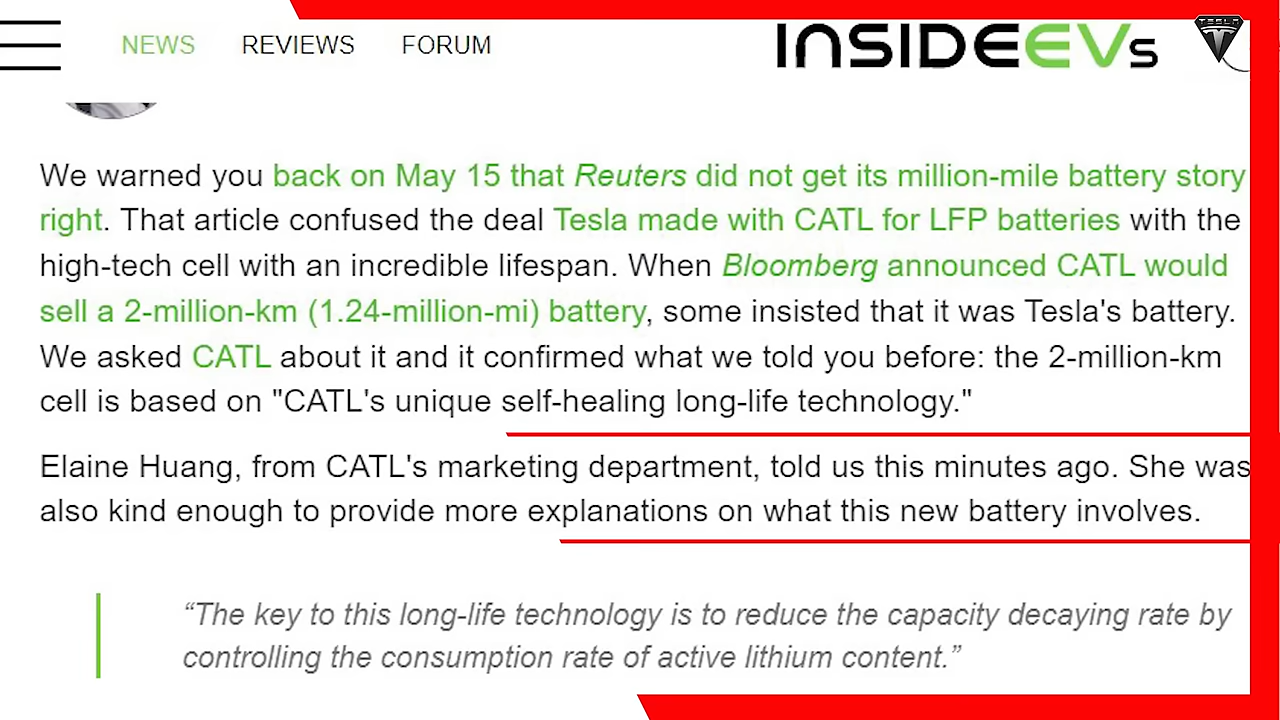 NEWS REVIEWS FORUM INSIDEEVs TESLA
We warned you back on May 15 that Reuters did not get its million-mile battery story
right. That article confused the deal Tesla made with CATL for LFP batteries with the
high-tech cell with an incredible lifespan. When Bloomberg announced CATL would
sell a 2-million-km (1.24-million-mi) battery, some insisted that it was Tesla's battery.
We asked CATL about it and it confirmed what we told you before: the 2-million-km
cell is based on "CATL's unique self-healing long-life technology."
Elaine Huang, from CATL's marketing department, told us this minutes ago. She was
also kind enough to provide more explanations on what this new battery involves.
“The key to this long-life technology is to reduce the capacity decaying rate by
controlling the consumption rate of active lithium content.”